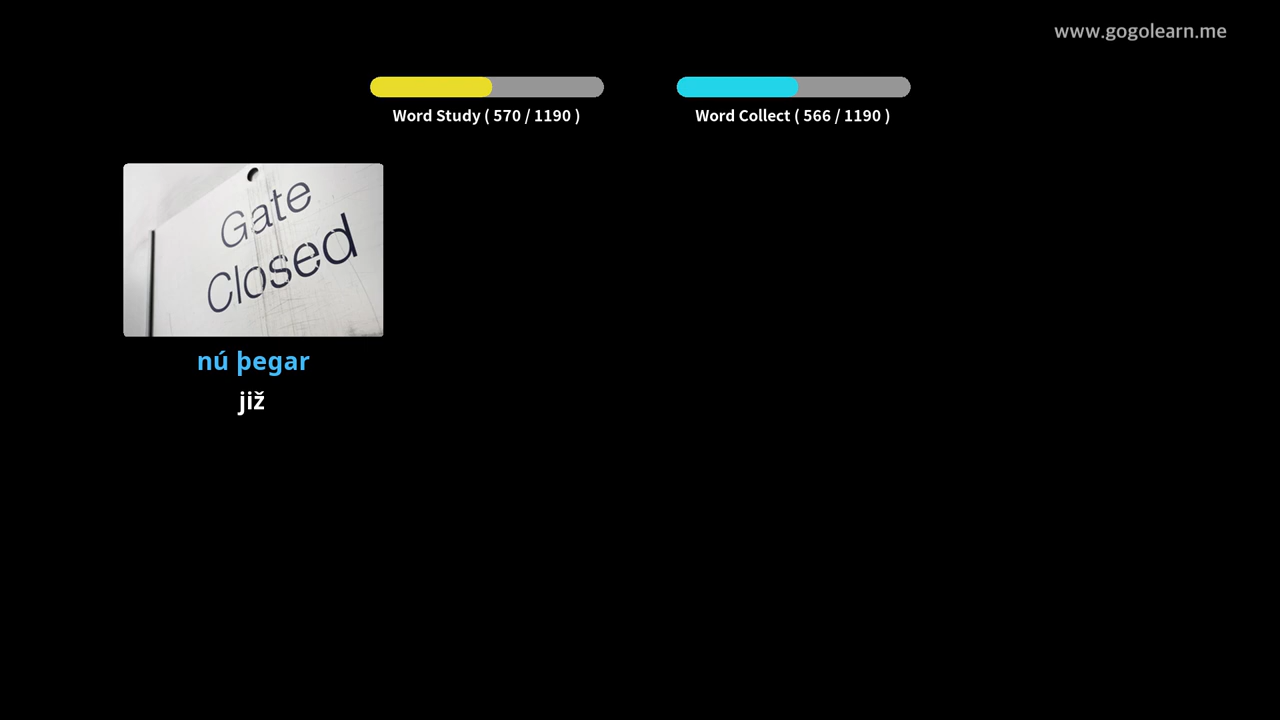 www.gogolearn.me
Word Study ( 570 / 1190 )
Word Collect ( 566 / 1190 )
Gate
Closed
nú þegar
již